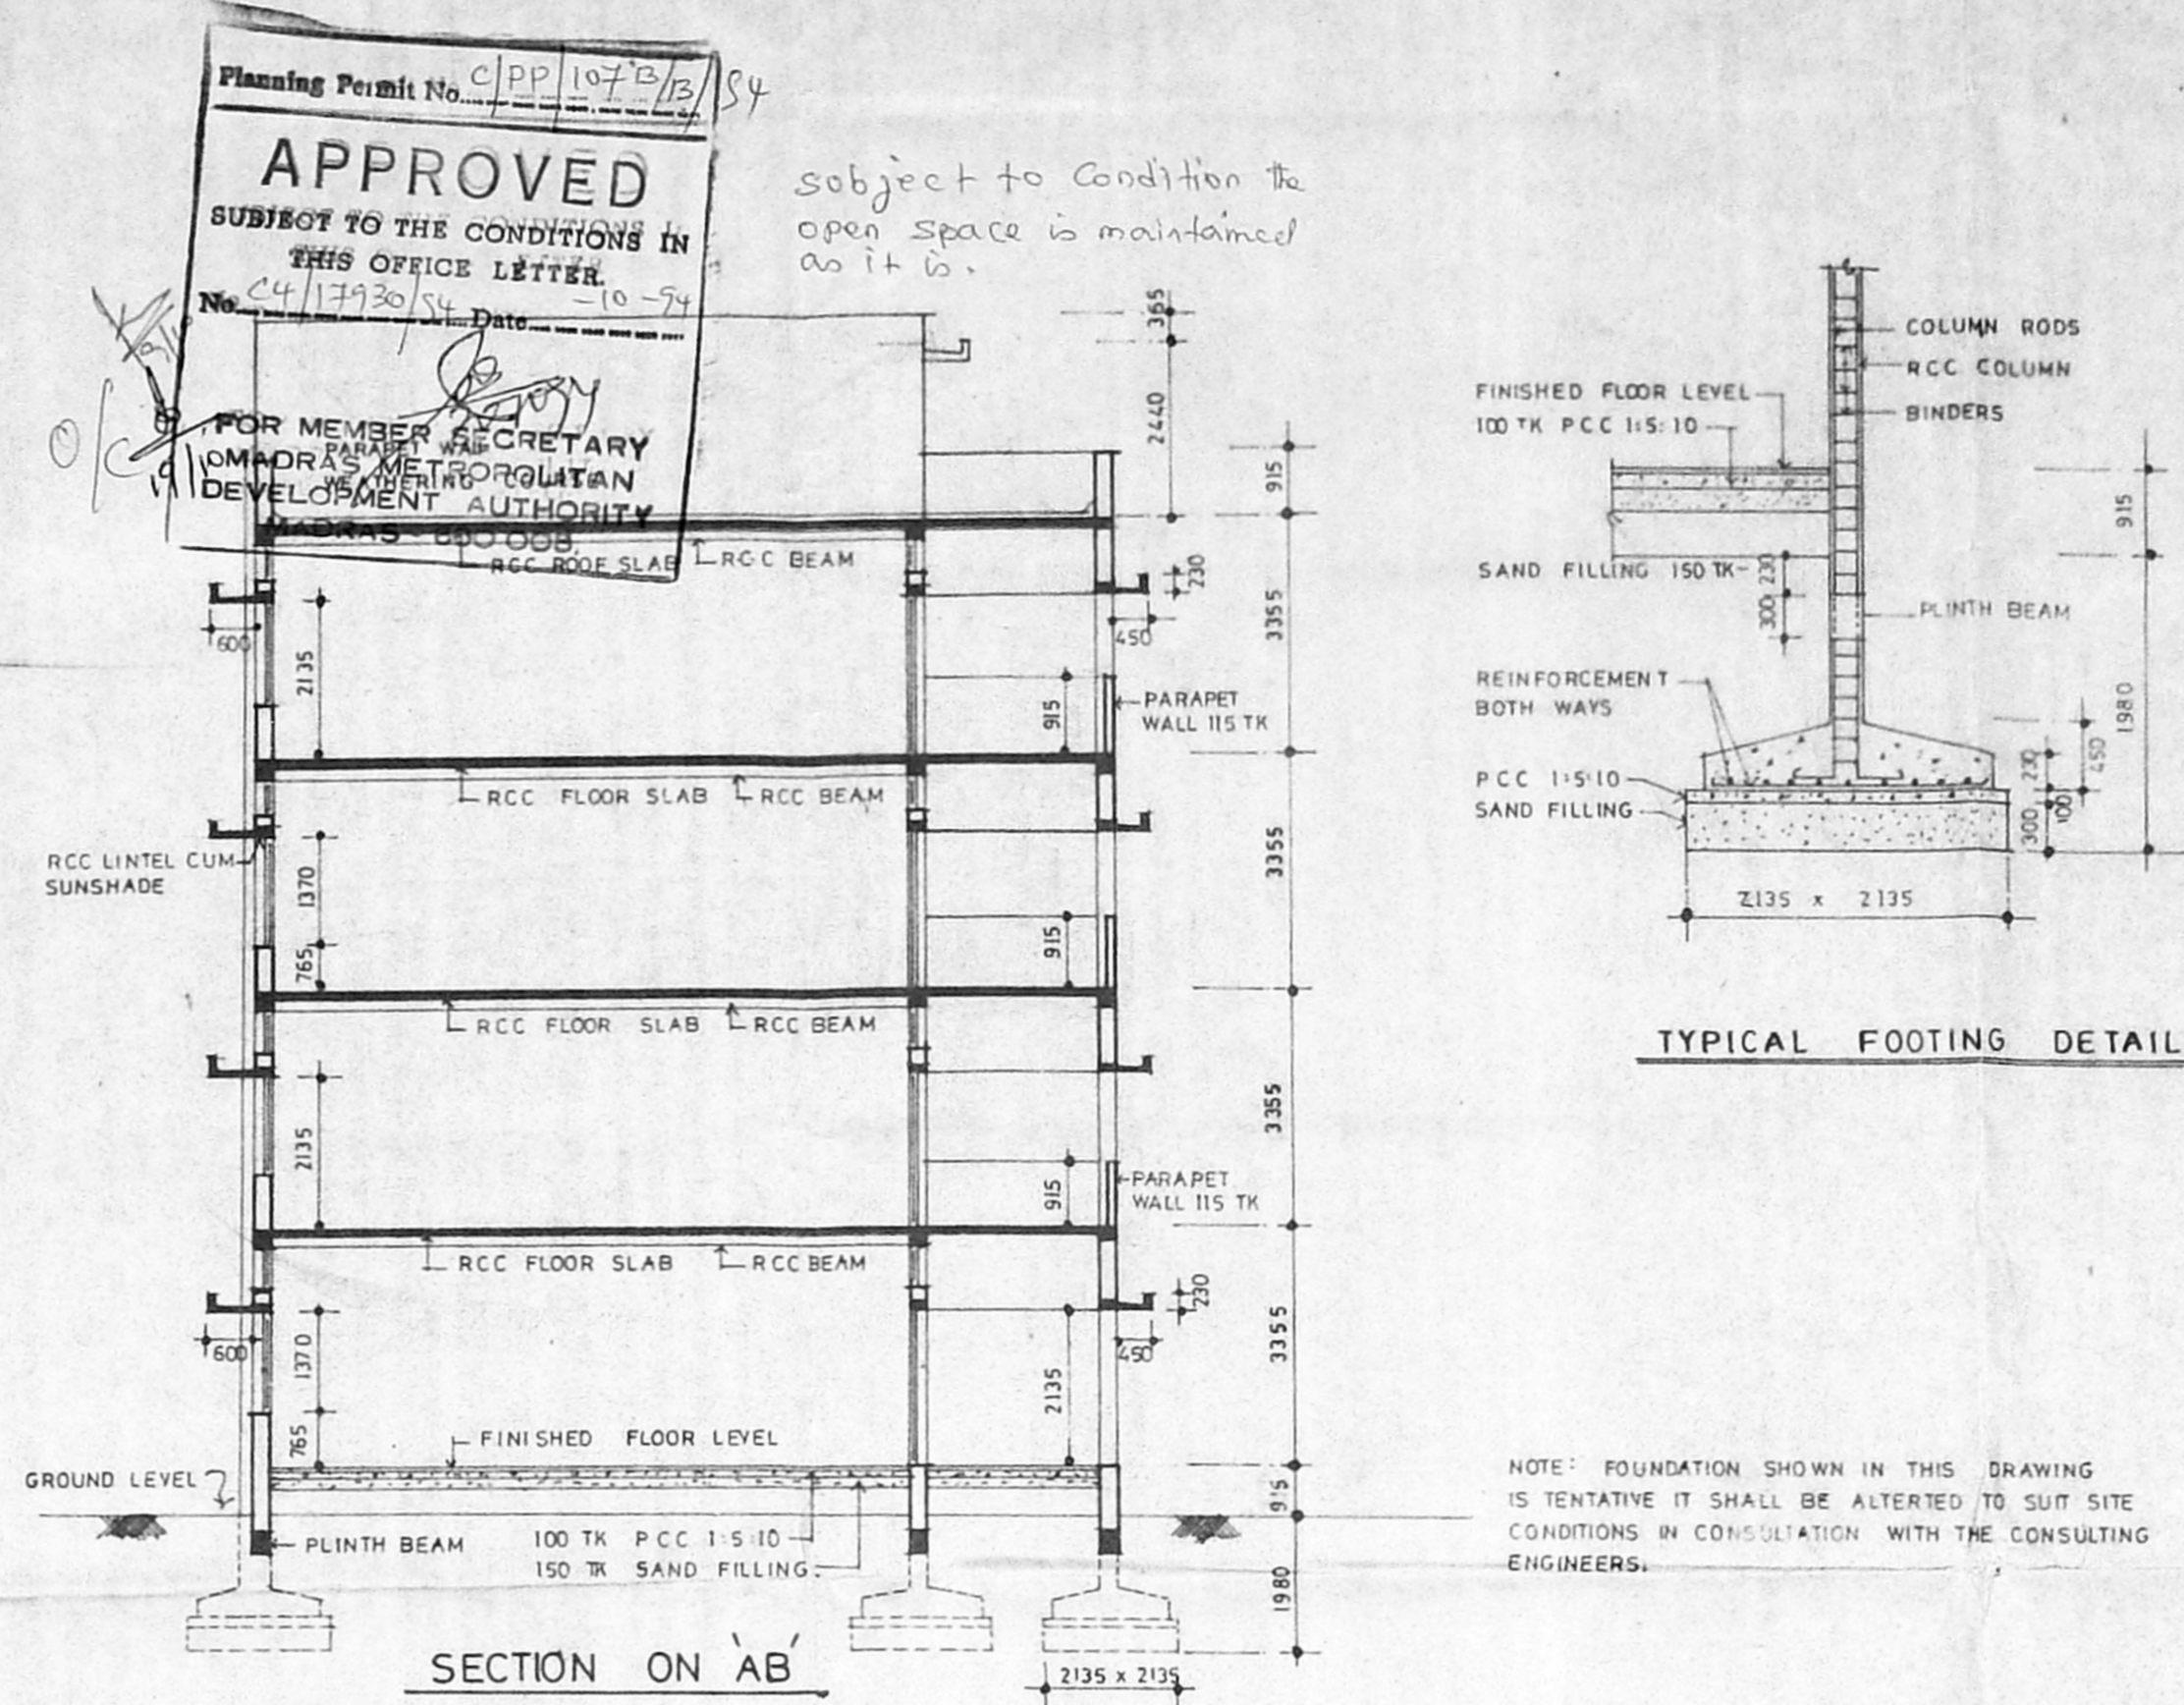 Planning Permit No. C/PP/107 B/B/94
APPROVED
SUBJECT TO THE CONDITIONS IN
THIS OFFICE LETTER.
No. C4/17930/94 Date -10-94
FOR MEMBER SECRETARY
MADRAS METROPOLITAN
DEVELOPMENT AUTHORITY
MADRAS - 600 008.
sobject to Condition the
open space is maintained
as it is.
O/C
PARAPET WALL
WEATHERING COURSE
RCC ROOF SLAB
RCC BEAM
365
2440
915
230
3355
600
2135
450
915
PARAPET
WALL 115 TK
RCC FLOOR SLAB
RCC BEAM
RCC LINTEL CUM
SUNSHADE
1370
765
915
3355
RCC FLOOR SLAB
RCC BEAM
2135
915
3355
PARAPET
WALL 115 TK
RCC FLOOR SLAB
RCC BEAM
230
600
450
1370
765
2135
3355
FINISHED FLOOR LEVEL
GROUND LEVEL
915
PLINTH BEAM
100 TK PCC 1:5:10
150 TK SAND FILLING.
1980
2135 x 2135
SECTION ON 'AB'
COLUMN RODS
RCC COLUMN
BINDERS
FINISHED FLOOR LEVEL
100 TK PCC 1:5:10
915
SAND FILLING 150 TK
230
300
PLINTH BEAM
REINFORCEMENT
BOTH WAYS
1980
230
450
PCC 1:5:10
SAND FILLING
300
100
2135 x 2135
TYPICAL FOOTING DETAIL
NOTE: FOUNDATION SHOWN IN THIS DRAWING
IS TENTATIVE IT SHALL BE ALTERTED TO SUIT SITE
CONDITIONS IN CONSULTATION WITH THE CONSULTING
ENGINEERS.